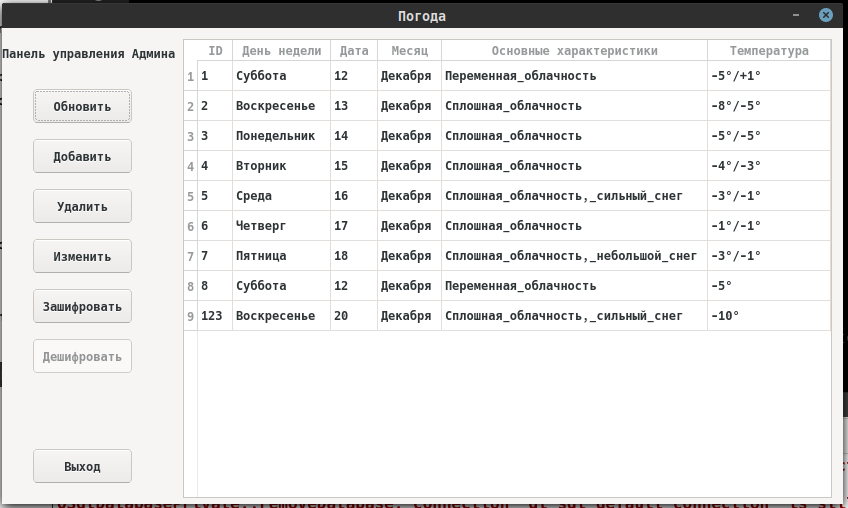 Погода
Панель управления Админа
Обновить
Добавить
Удалить
Изменить
Зашифровать
Дешифровать
Выход
ID День недели Дата Месяц Основные характеристики Температура
1 1 Суббота 12 Декабря Переменная_облачность -5°/+1°
2 2 Воскресенье 13 Декабря Сплошная_облачность -8°/-5°
3 3 Понедельник 14 Декабря Сплошная_облачность -5°/-5°
4 4 Вторник 15 Декабря Сплошная_облачность -4°/-3°
5 5 Среда 16 Декабря Сплошная_облачность,_сильный_снег -3°/-1°
6 6 Четверг 17 Декабря Сплошная_облачность -1°/-1°
7 7 Пятница 18 Декабря Сплошная_облачность,_небольшой_снег -3°/-1°
8 8 Суббота 12 Декабря Переменная_облачность -5°
9 123 Воскресенье 20 Декабря Сплошная_облачность,_сильный_снег -10°